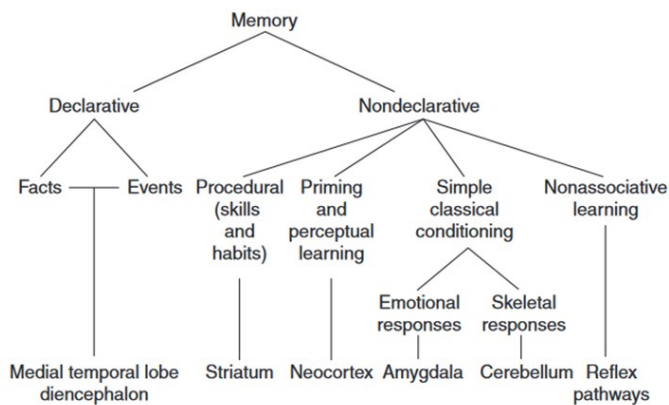 Memory
Declarative
Nondeclarative
Facts
Events
Procedural
(skills
and
habits)
Priming
and
perceptual
learning
Simple
classical
conditioning
Nonassociative
learning
Emotional
responses
Skeletal
responses
Medial temporal lobe
diencephalon
Striatum
Neocortex
Amygdala
Cerebellum
Reflex
pathways